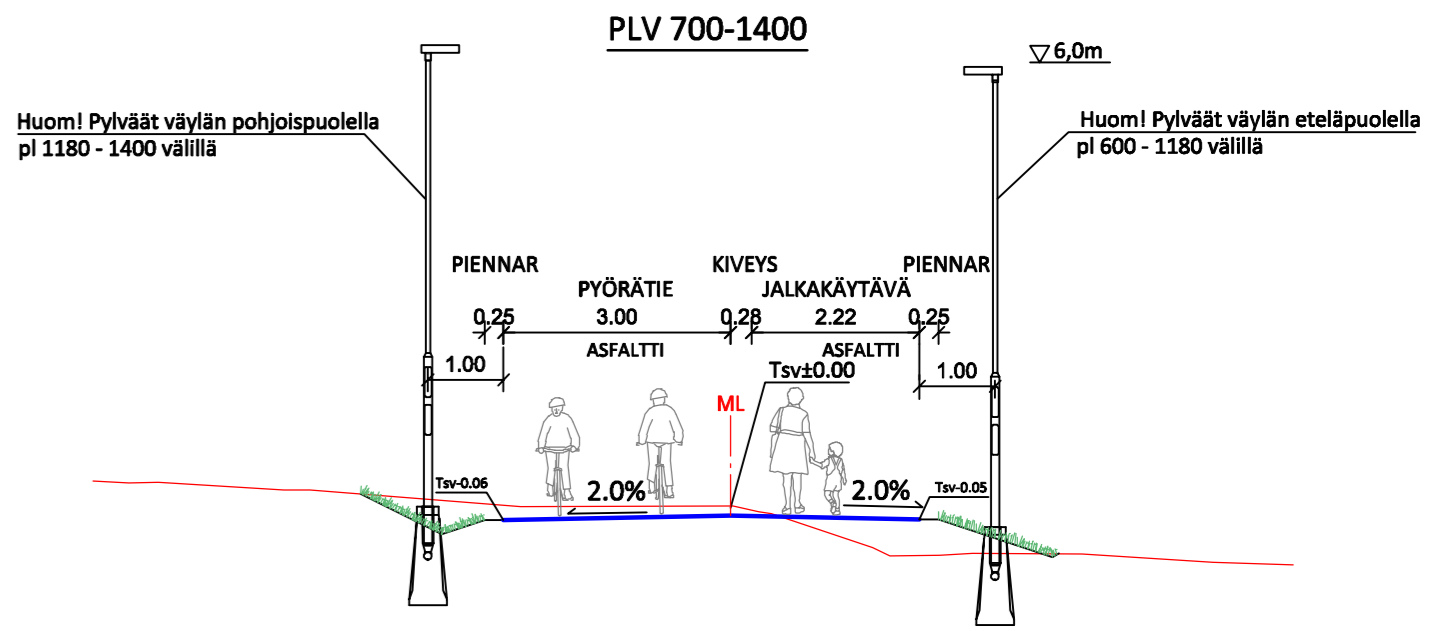 PLV 700-1400
6,0m
Huom! Pylväät väylän pohjoispuolella
pl 1180 - 1400 välillä
Huom! Pylväät väylän eteläpuolella
pl 600 - 1180 välillä
PIENNAR KIVEYS PIENNAR
PYÖRÄTIE JALKAKÄYTÄVÄ
0.25 3.00 0.28 2.22 0.25
ASFALTTI ASFALTTI
1.00 Tsv±0.00 1.00
ML
Tsv-0.06 2.0% 2.0% Tsv-0.05